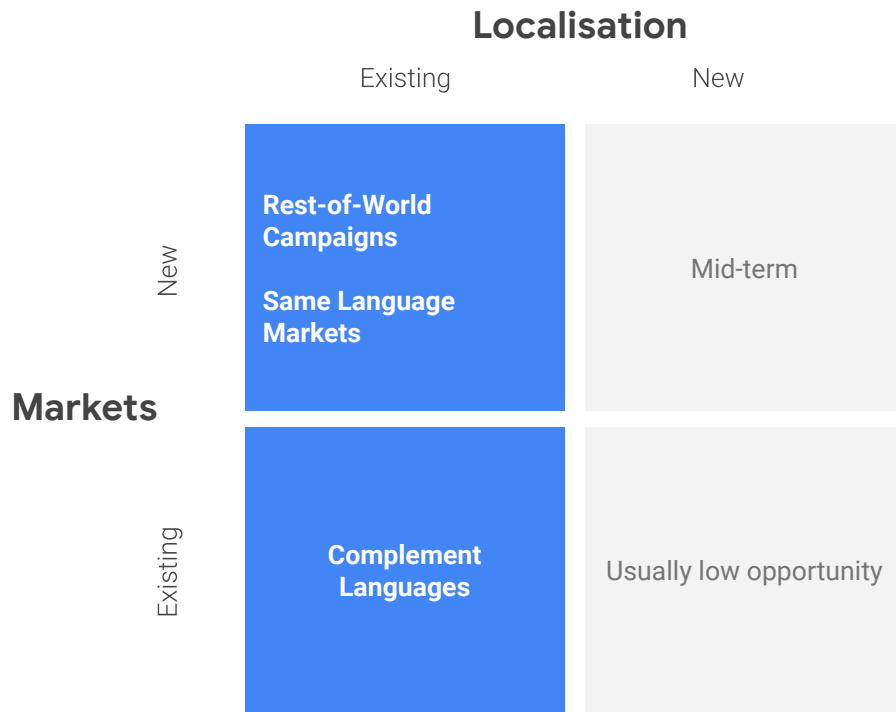 Localisation
Existing
New
New
Rest-of-World
Campaigns
Same Language
Markets
Mid-term
Markets
Existing
Complement
Languages
Usually low opportunity